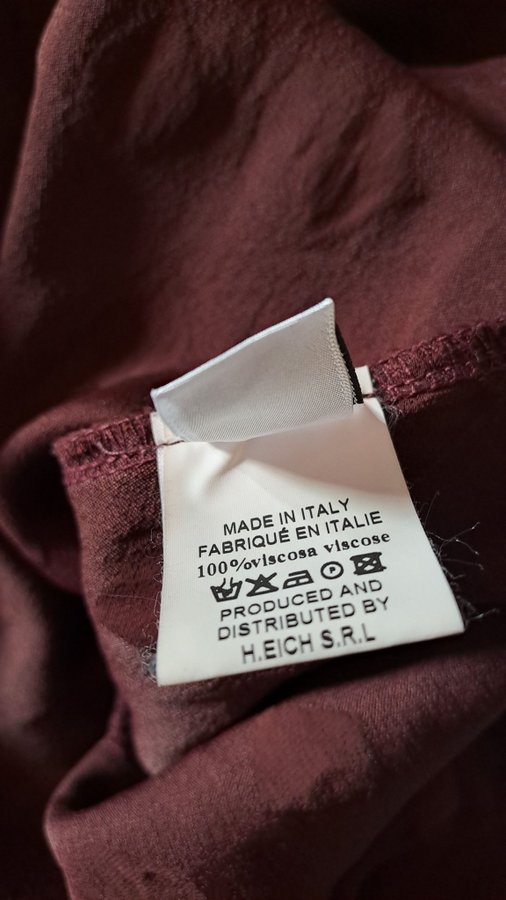 MADE IN ITALY
FABRIQUÉ EN ITALIE
100%viscosa viscose
PRODUCED AND
DISTRIBUTED BY
H.EICH S.R.L